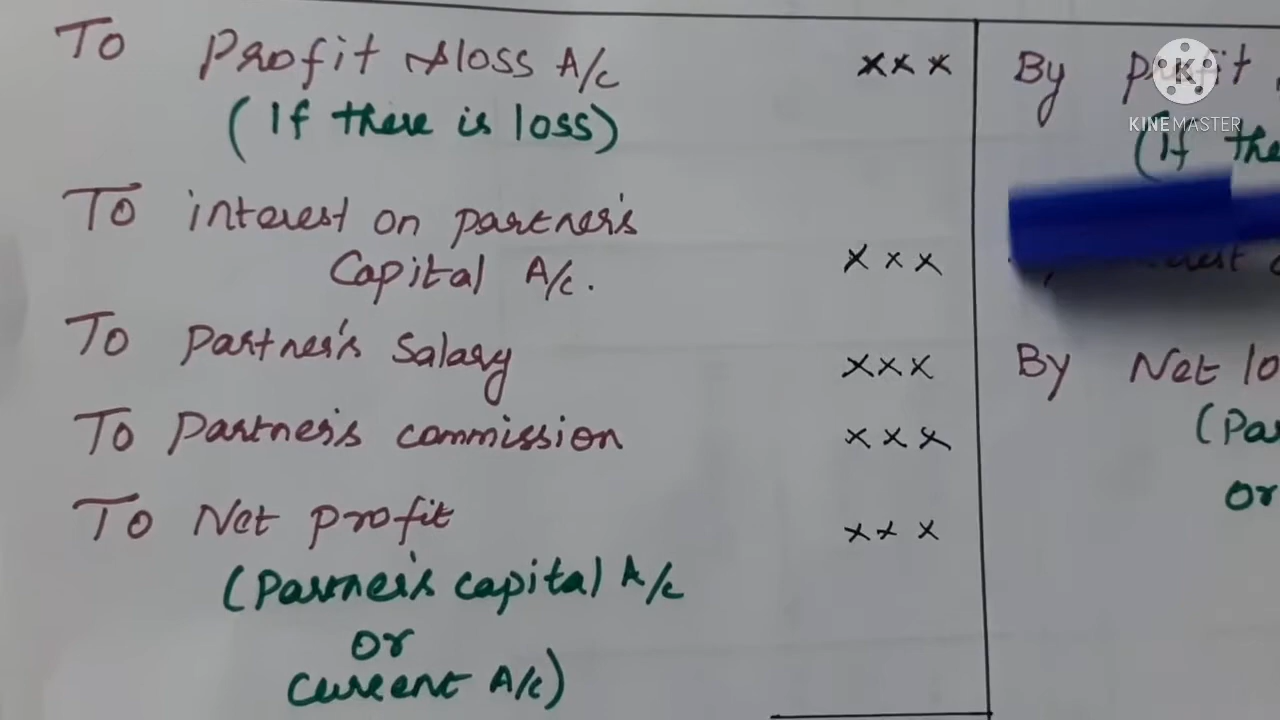 To Profit & loss A/c xxx
(If there is loss)
To interest on partner's
Capital A/c. xxx
To Partner's Salary xxx
To Partner's commission xxx
To Net profit xxx
(Partner's capital A/c
or
Current A/c)
By profit
(If the
By Net lo
(Par
or
K
KINEMASTER